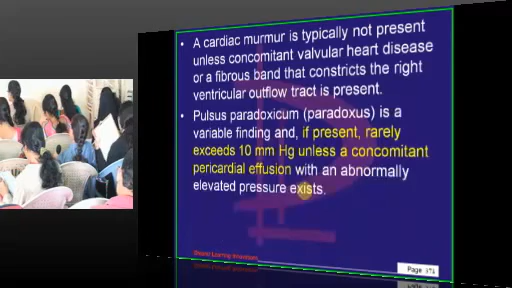 • A cardiac murmur is typically not present
unless concomitant valvular heart disease
or a fibrous band that constricts the right
ventricular outflow tract is present.
• Pulsus paradoxicum (paradoxus) is a
variable finding and, if present, rarely
exceeds 10 mm Hg unless a concomitant
pericardial effusion with an abnormally
elevated pressure exists.
Page